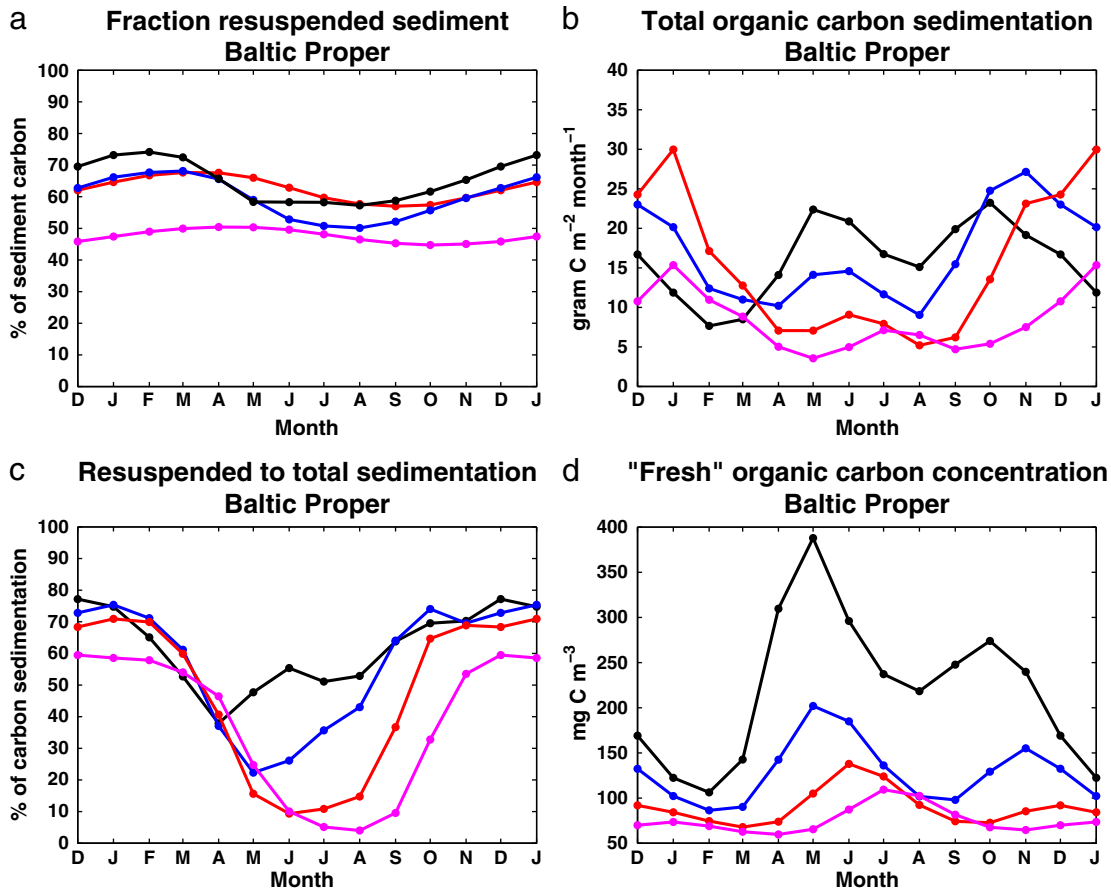 a
Fraction resuspended sediment
Baltic Proper
100
90
80
70
60
50
40
30
20
10
0
% of sediment carbon
D J F M A M J J A S O N D J
Month
b
Total organic carbon sedimentation
Baltic Proper
40
35
30
25
20
15
10
5
0
gram C m⁻² month⁻¹
D J F M A M J J A S O N D J
Month
c
Resuspended to total sedimentation
Baltic Proper
100
90
80
70
60
50
40
30
20
10
0
% of carbon sedimentation
D J F M A M J J A S O N D J
Month
d
"Fresh" organic carbon concentration
Baltic Proper
400
350
300
250
200
150
100
50
mg C m⁻³
D J F M A M J J A S O N D J
Month